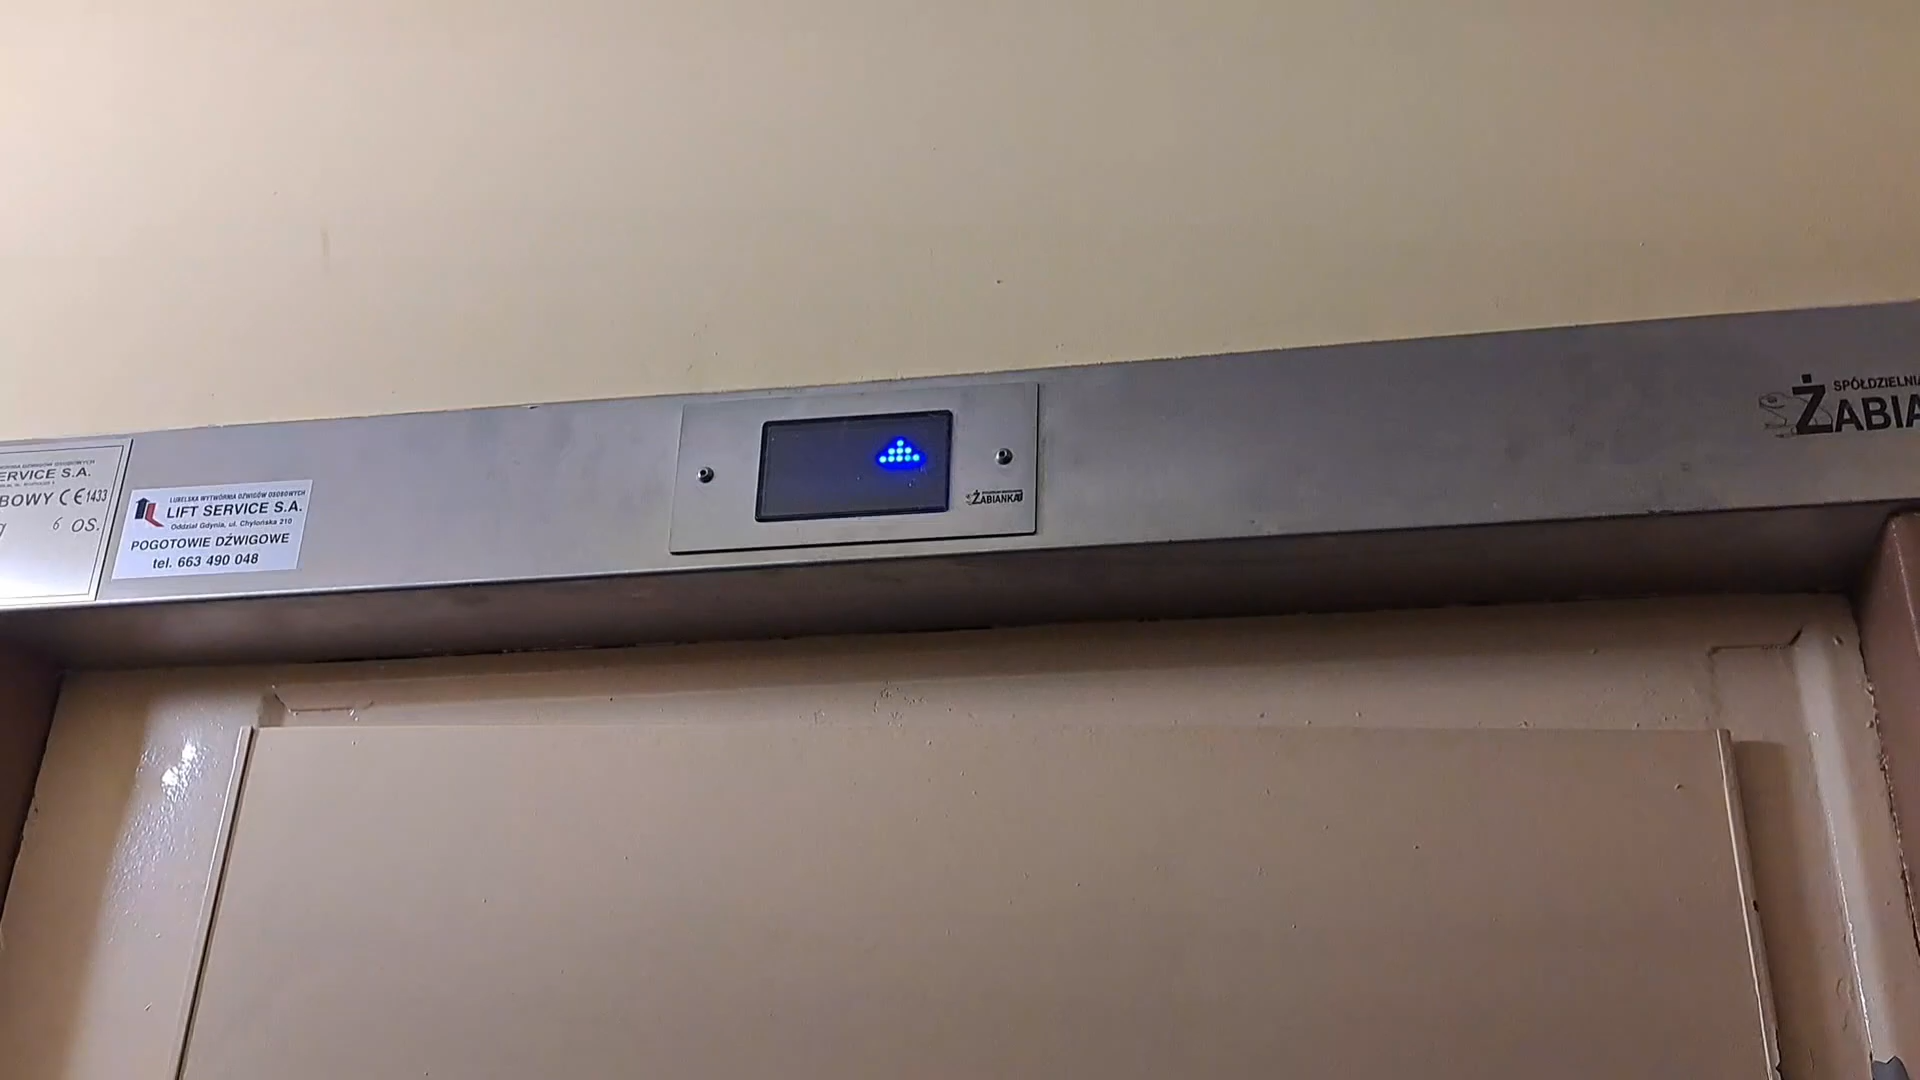 ERVICE S.A.
BOWY CE 1433
6 OS.
LUBELSKA WYTWÓRNIA DŹWIGÓW OSOBOWYCH
LIFT SERVICE S.A.
Oddział Gdynia, ul. Chylońska 210
POGOTOWIE DŹWIGOWE
tel. 663 490 048
ŻABIANKA
SPÓŁDZIELNIA
ŻABIA